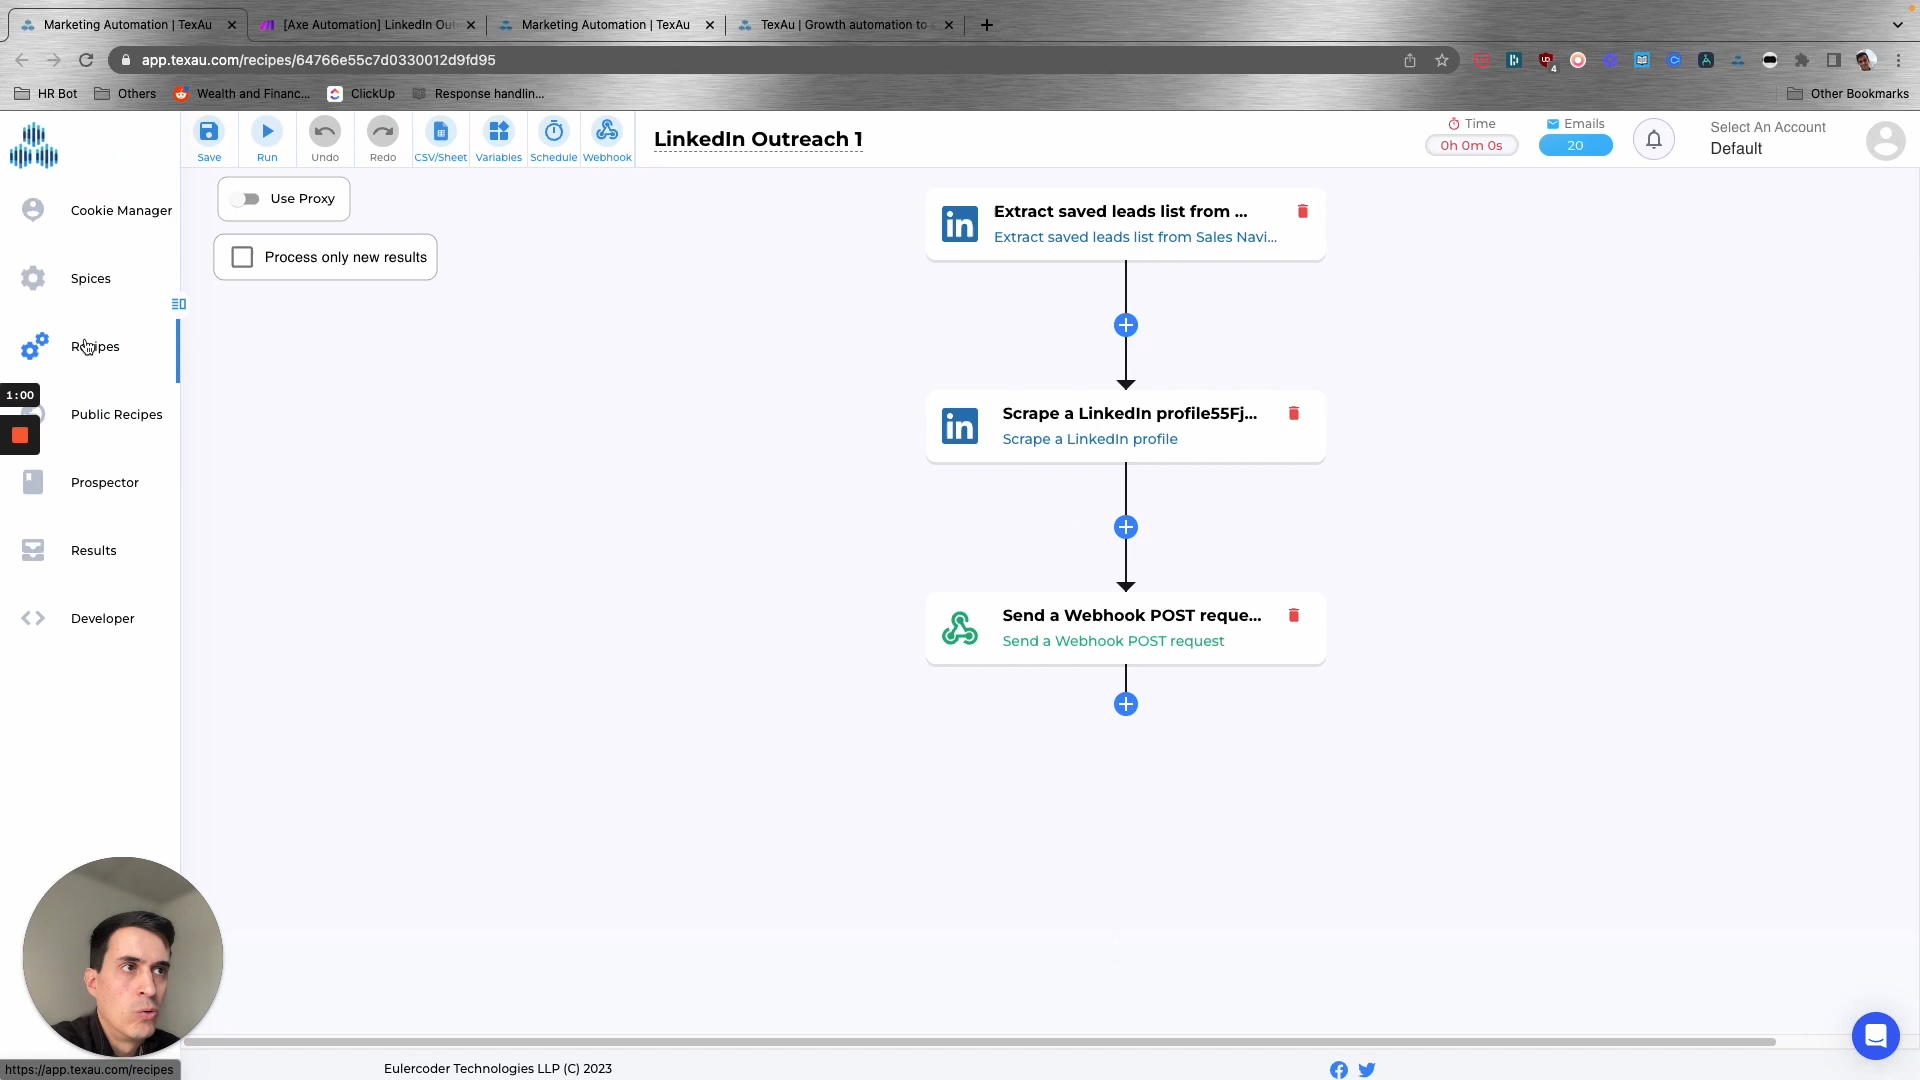 Marketing Automation | TexAu
[Axe Automation] LinkedIn Out
Marketing Automation | TexAu
TexAu | Growth automation to
app.texau.com/recipes/64766e55c7d0330012d9fd95
4
HR Bot
Others
Wealth and Financ...
ClickUp
Response handlin...
Other Bookmarks
Save
Run
Undo
Redo
CSV/Sheet
Variables
Schedule
Webhook
LinkedIn Outreach 1
Time
0h 0m 0s
Emails
20
Select An Account
Default
Cookie Manager
Spices
Recipes
Public Recipes
Prospector
Results
Developer
1:00
Use Proxy
Process only new results
in
Extract saved leads list from ...
Extract saved leads list from Sales Navi...
in
Scrape a LinkedIn profile55Fj...
Scrape a LinkedIn profile
Send a Webhook POST reque...
Send a Webhook POST request
https://app.texau.com/recipes
Eulercoder Technologies LLP (C) 2023